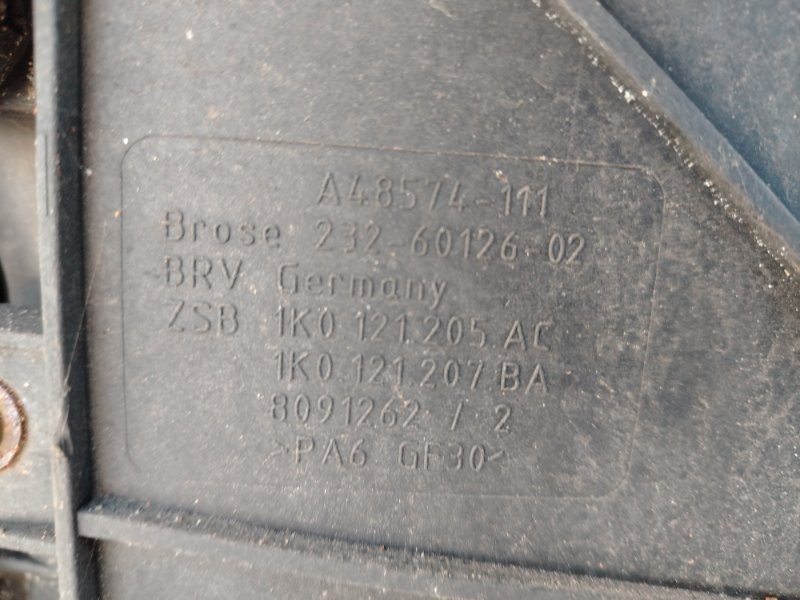 A48574-111
Brose 232-60126-02
BRV Germany
ZSB 1K0.121.205 AC
1K0.121.207 BA
8091262 / 2
>PA6 GF30<